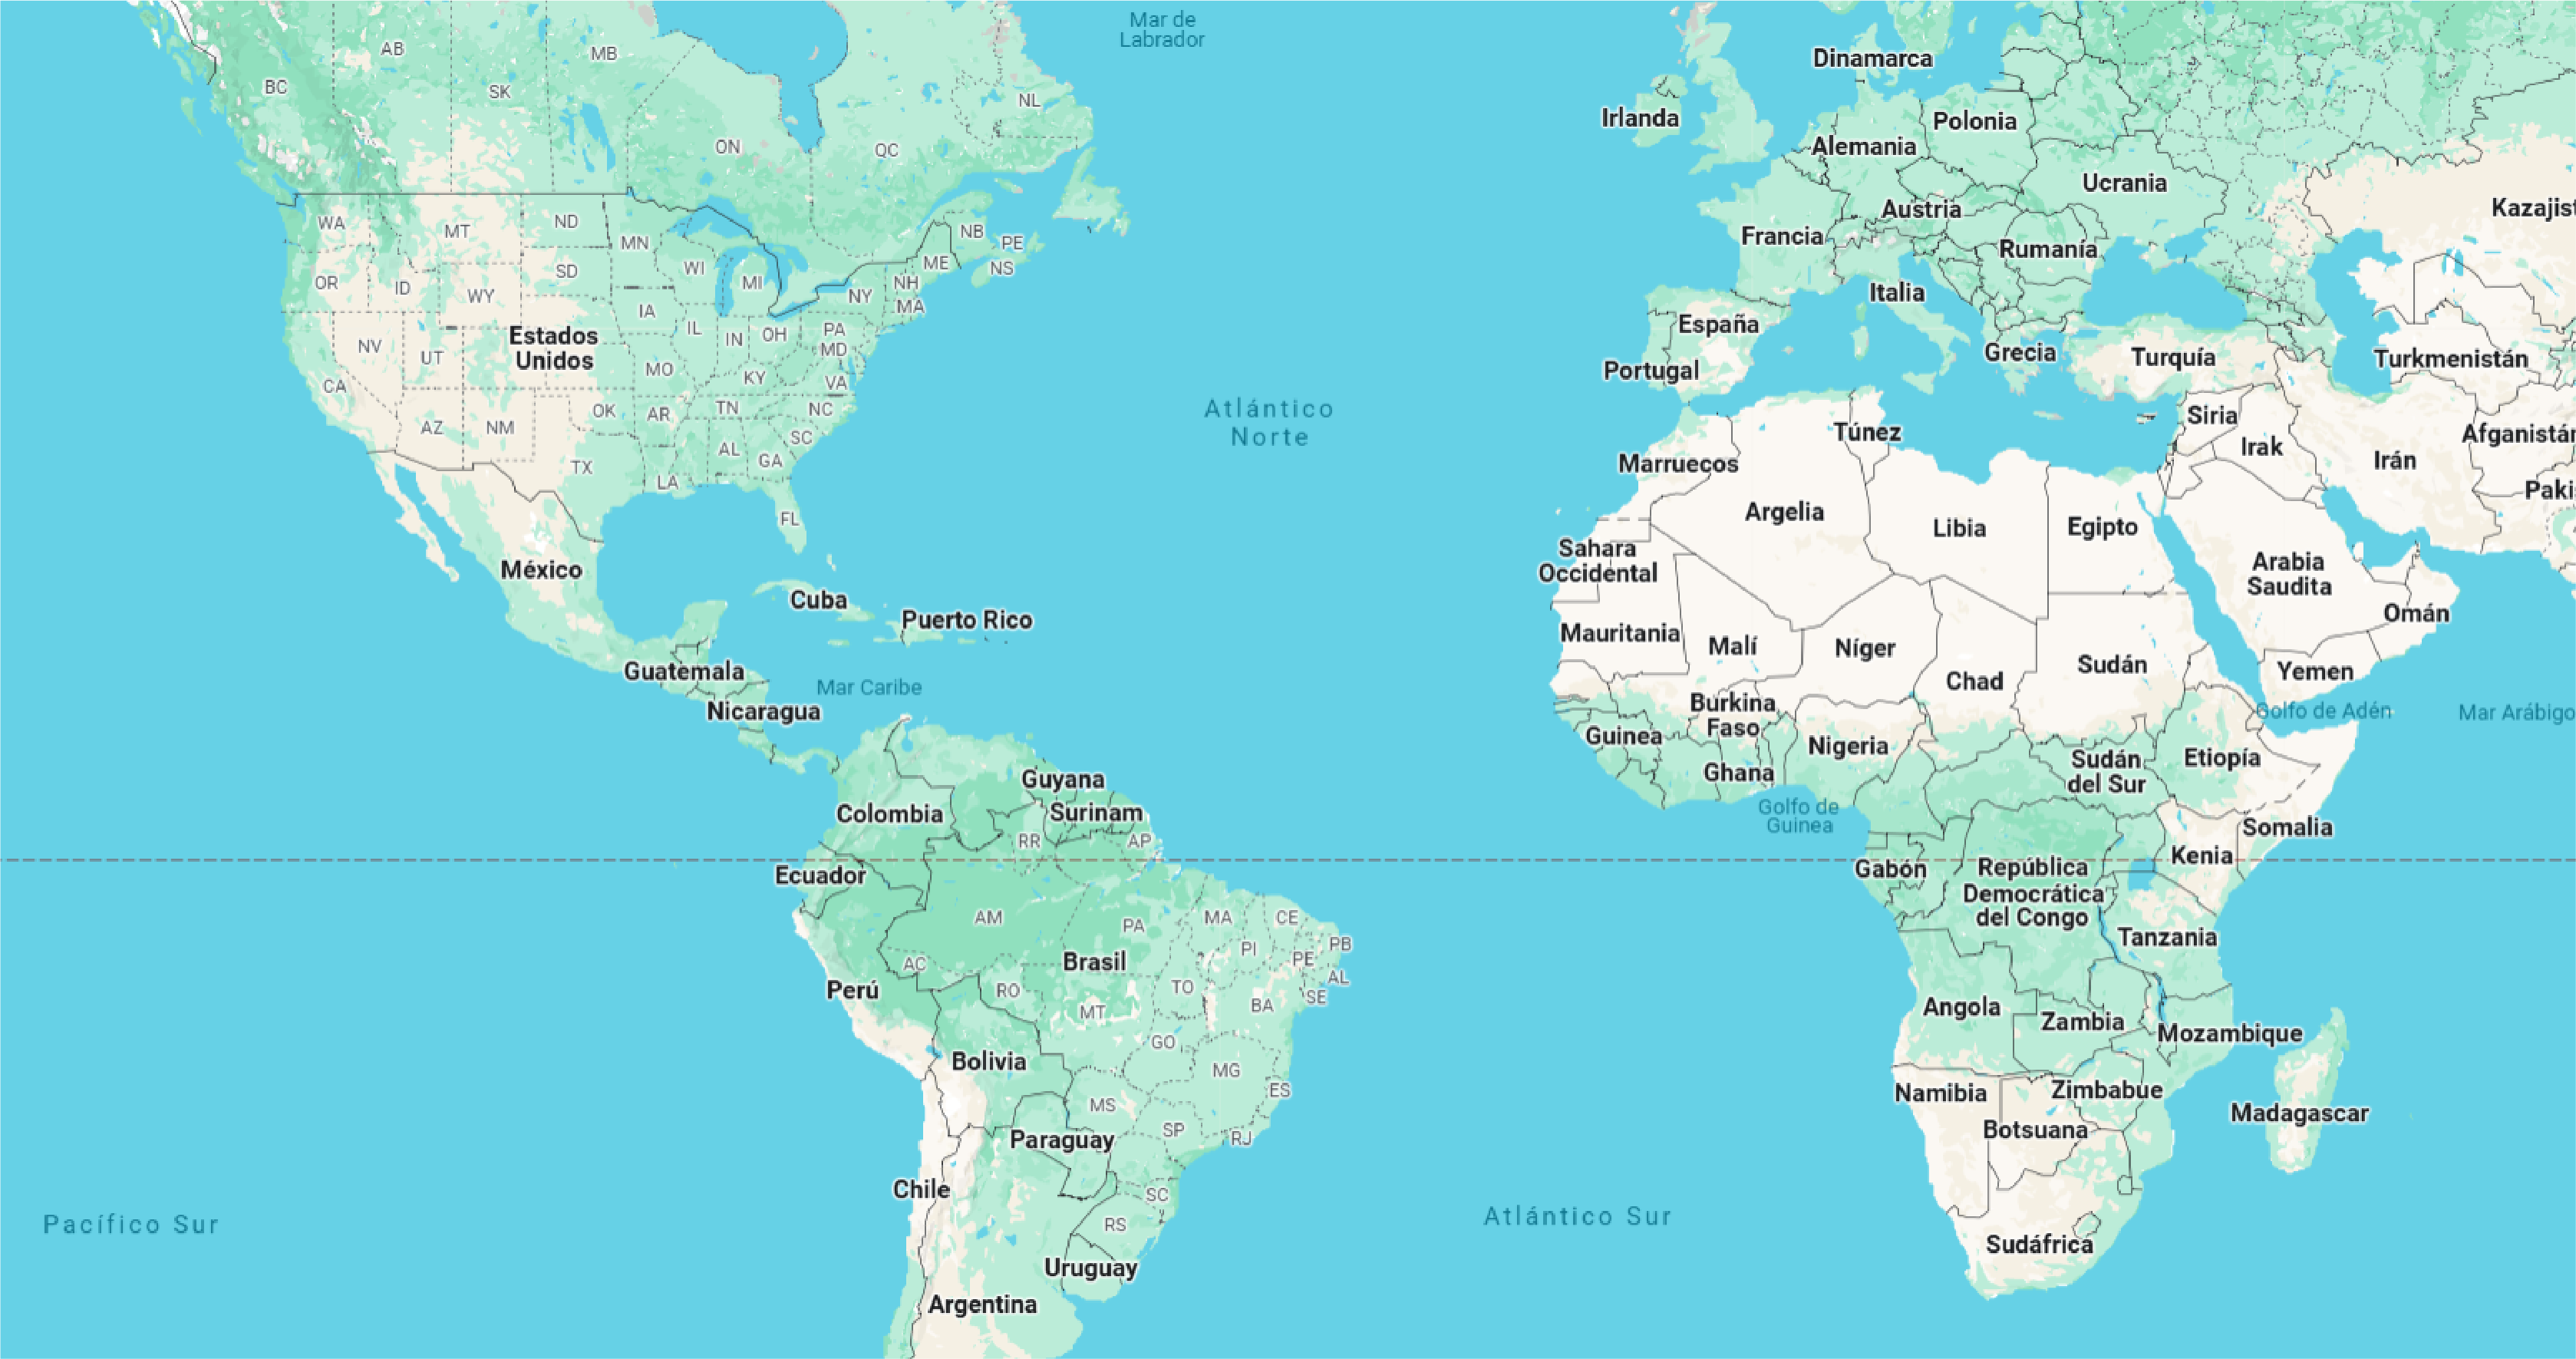 Mar de
Labrador
AB
MB
BC
SK
NL
ON
QC
WA
MT
ND
MN
OR
ID
SD
WY
WI
MI
NB
PE
ME
NS
NH
NY
MA
IA
NV
UT
Estados
Unidos
IL
IN
OH
PA
MD
CA
MO
KY
VA
AZ
NM
OK
AR
TN
NC
SC
TX
AL
GA
LA
FL
México
Cuba
Puerto Rico
Guatemala
Mar Caribe
Nicaragua
Atlántico
Norte
Dinamarca
Irlanda
Polonia
Alemania
Ucrania
Austria
Francia
Rumanía
Kazajist
Italia
España
Portugal
Grecia
Turquía
Turkmenistán
Siria
Túnez
Irak
Afganistán
Marruecos
Irán
Paki
Argelia
Libia
Egipto
Sahara
Occidental
Arabia
Saudita
Omán
Mauritania
Malí
Níger
Chad
Sudán
Yemen
Burkina
Faso
Golfo de Adén
Mar Arábigo
Guinea
Nigeria
Ghana
Sudán
del Sur
Etiopía
Golfo de
Guinea
Somalia
Kenia
Gabón
República
Democrática
del Congo
Tanzania
Angola
Zambia
Mozambique
Namibia
Zimbabue
Botsuana
Madagascar
Sudáfrica
Guyana
Colombia
Surinam
RR
AP
Ecuador
AM
PA
MA
CE
PB
PI
PE
AL
AC
Brasil
Perú
RO
TO
SE
BA
MT
GO
Bolivia
MG
ES
MS
SP
RJ
Paraguay
Chile
SC
RS
Uruguay
Argentina
Pacífico Sur
Atlántico Sur